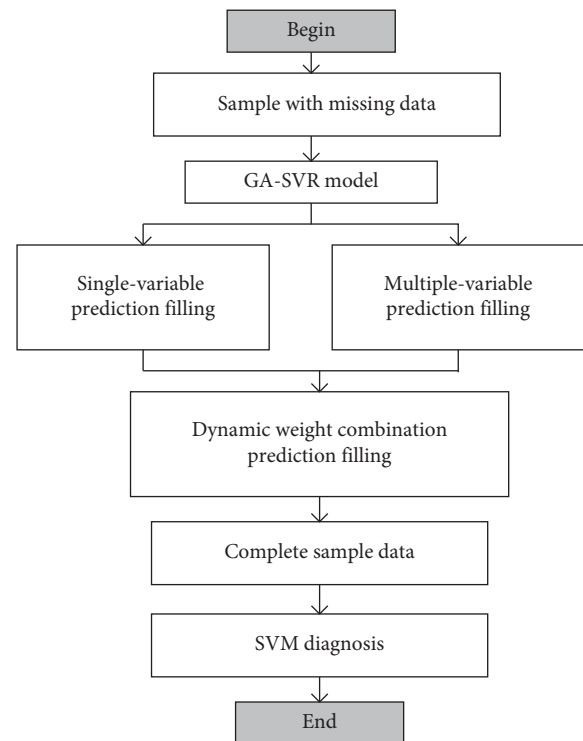 Begin
Sample with missing data
GA-SVR model
Single-variable
prediction filling
Multiple-variable
prediction filling
Dynamic weight combination
prediction filling
Complete sample data
SVM diagnosis
End